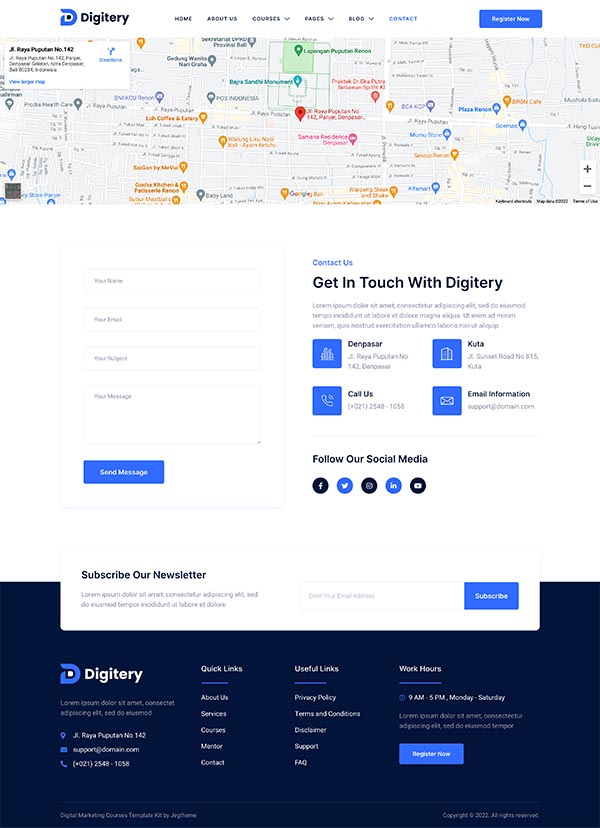 Digitery
HOME
ABOUT US
COURSES
PAGES
BLOG
CONTACT
Register Now
Jl. Raya Puputan No.142
Jl. Raya Puputan No.142, Panjer,
Denpasar Selatan, Kota Denpasar,
Bali 80234, Indonesia
Directions
View larger map
Sekretariat DPRD
Provinsi Bali
Lapangan Puputan Renon
Gedung Wanita
Nari Graha
Bajra Sandhi Monument
Praktek Dr.Eka Putra
Setiawan Spitht
BNI KCU Renon
POS INDONESIA
Prodia Health Care
Jl. Raya Puputan No.
142, Panjer, Denpasar...
BCA KCP
Plaza Renon
BR0N Cafe
Mushola
Loh Coffee & Eatery
Goemerot
Warung Liku Nasi
Bali - Ayam Betutu
Samana Residence
Denpasar
Mumu Store
Sekopi Renon
SaiGon by MeVui
Gosha Kitchen &
Patisserie Renon
Baby Land
Google
Warung Steak
Alfamart
Store Panjer
Keyboard shortcuts
Map data ©2022
Terms of Use
Your Name
Your Email
Your Subject
Your Message
Send Message
Contact Us
Get In Touch With Digitery
Lorem ipsum dolor sit amet, consectetur adipiscing elit, sed do eiusmod
tempor incididunt ut labore et dolore magna aliqua. Ut enim ad minim
veniam, quis nostrud exercitation ullamco laboris nisi ut aliquip
Denpasar
Jl. Raya Puputan No
142, Denpasar
Kuta
Jl. Sunset Road No 815,
Kuta
Call Us
(+021) 2548 - 1058
Email Information
support@domain.com
Follow Our Social Media
Subscribe Our Newsletter
Lorem ipsum dolor sit amet, consectetur adipiscing elit, sed
do eiusmod tempor incididunt ut labore et dolore
Enter Your Email Address
Subscribe
Digitery
Lorem ipsum dolor sit amet, consectet
adipiscing elit, sed do eiusmod
Jl. Raya Puputan No 142
support@domain.com
(+021) 2548 - 1058
Quick Links
About Us
Services
Courses
Mentor
Contact
Useful Links
Privacy Policy
Terms and Conditions
Disclaimer
Support
FAQ
Work Hours
9 AM - 5 PM , Monday - Saturday
Lorem ipsum dolor sit amet, consectetur
adipiscing elit, sed do eiusmod tempor
Register Now
Digital Marketing Courses Template Kit by Jegtheme
Copyright © 2022. All rights reserved.